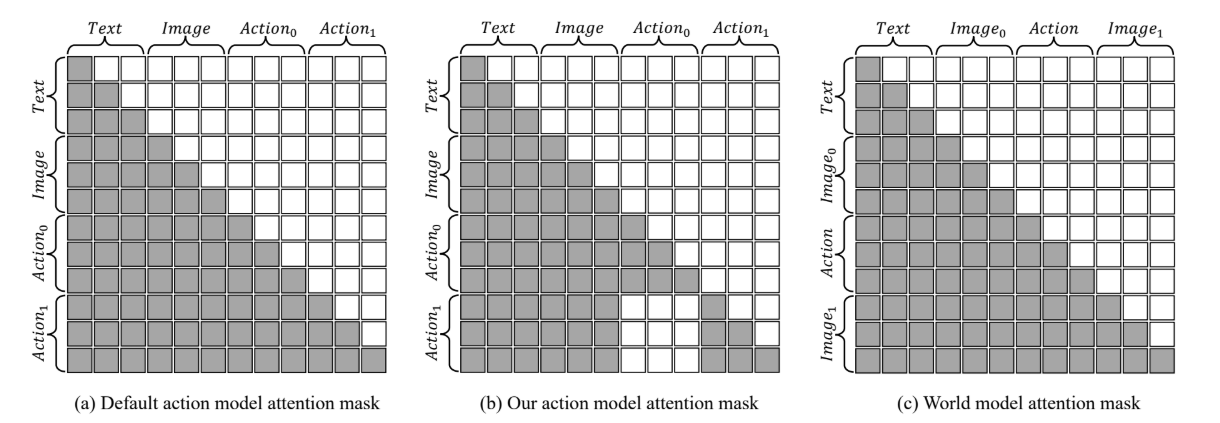 Text Image Action₀ Action₁
Text
Image
Action₀
Action₁
(a) Default action model attention mask
Text Image Action₀ Action₁
Text
Image
Action₀
Action₁
(b) Our action model attention mask
Text Image₀ Action Image₁
Text
Image₀
Action
Image₁
(c) World model attention mask